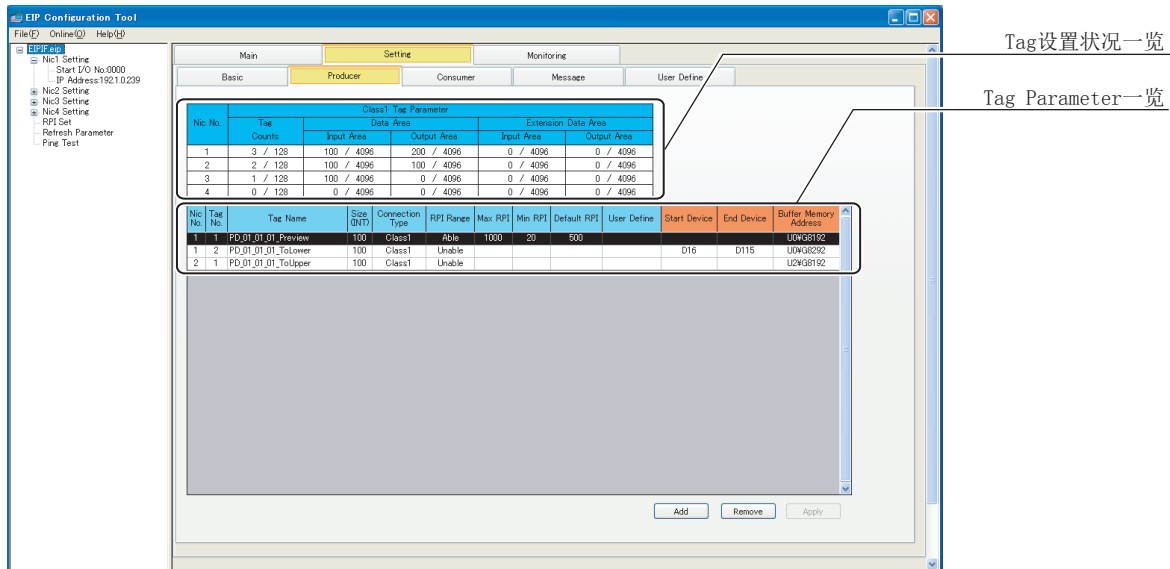 EIP Configuration Tool
File(F) Online(O) Help(H)
EIPIF.eip
Nic1 Setting
Start I/O No.:0000
IP Address:192.1.0.239
Nic2 Setting
Nic3 Setting
Nic4 Setting
RPI Set
Refresh Parameter
Ping Test
Main Setting Monitoring
Basic Producer Consumer Message User Define
Tag设置状况一览
Tag Parameter一览
Nic No. Class1 Tag Parameter
Tag Counts Data Area Extension Data Area
Input Area Output Area Input Area Output Area
1 3 / 128 100 / 4096 200 / 4096 0 / 4096 0 / 4096
2 2 / 128 100 / 4096 100 / 4096 0 / 4096 0 / 4096
3 1 / 128 100 / 4096 0 / 4096 0 / 4096 0 / 4096
4 0 / 128 0 / 4096 0 / 4096 0 / 4096 0 / 4096
Nic No. Tag No. Tag Name Size (INT) Connection Type RPI Range Max RPI Min RPI Default RPI User Define Start Device End Device Buffer Memory Address
1 1 PD_01_01_01_Preview 100 Class1 Able 1000 20 500 U0¥G8192
1 2 PD_01_01_01_ToLower 100 Class1 Unable D16 D115 U0¥G8292
2 1 PD_01_01_01_ToUpper 100 Class1 Unable U2¥G8192
Add Remove Apply